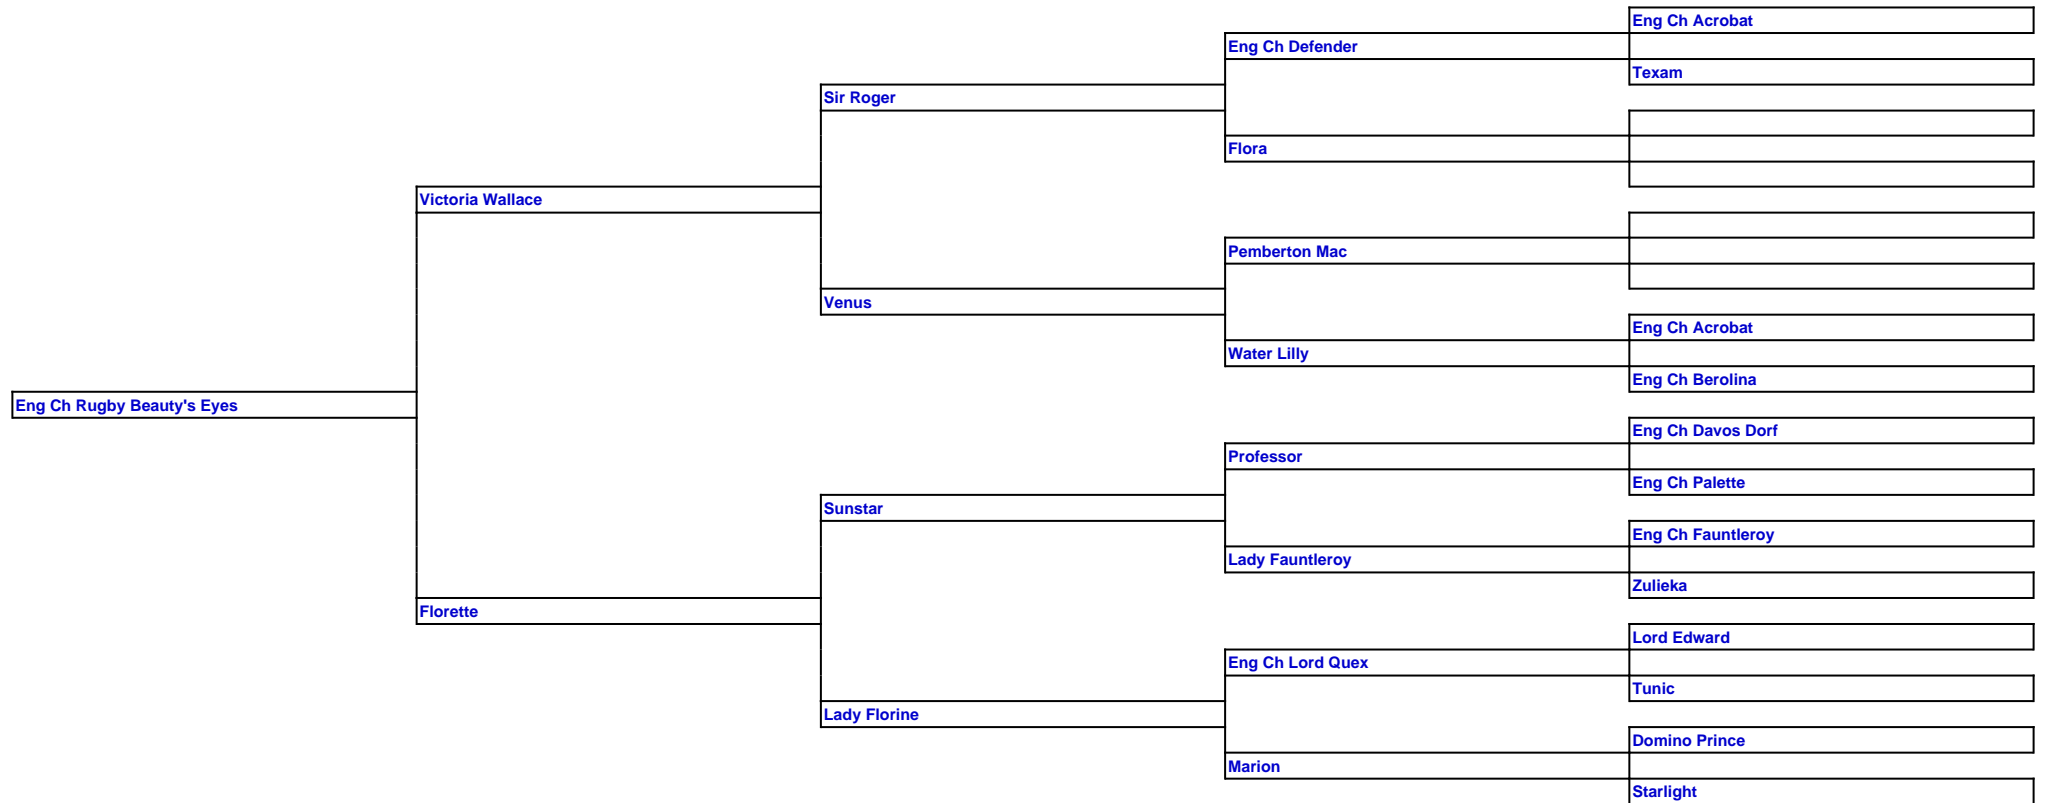 Eng Ch Acrobat
Eng Ch Defender
Texam
Sir Roger
Flora
Victoria Wallace
Pemberton Mac
Venus
Eng Ch Acrobat
Water Lilly
Eng Ch Berolina
Eng Ch Rugby Beauty's Eyes
Eng Ch Davos Dorf
Professor
Eng Ch Palette
Sunstar
Eng Ch Fauntleroy
Lady Fauntleroy
Zulieka
Florette
Lord Edward
Eng Ch Lord Quex
Tunic
Lady Florine
Domino Prince
Marion
Starlight